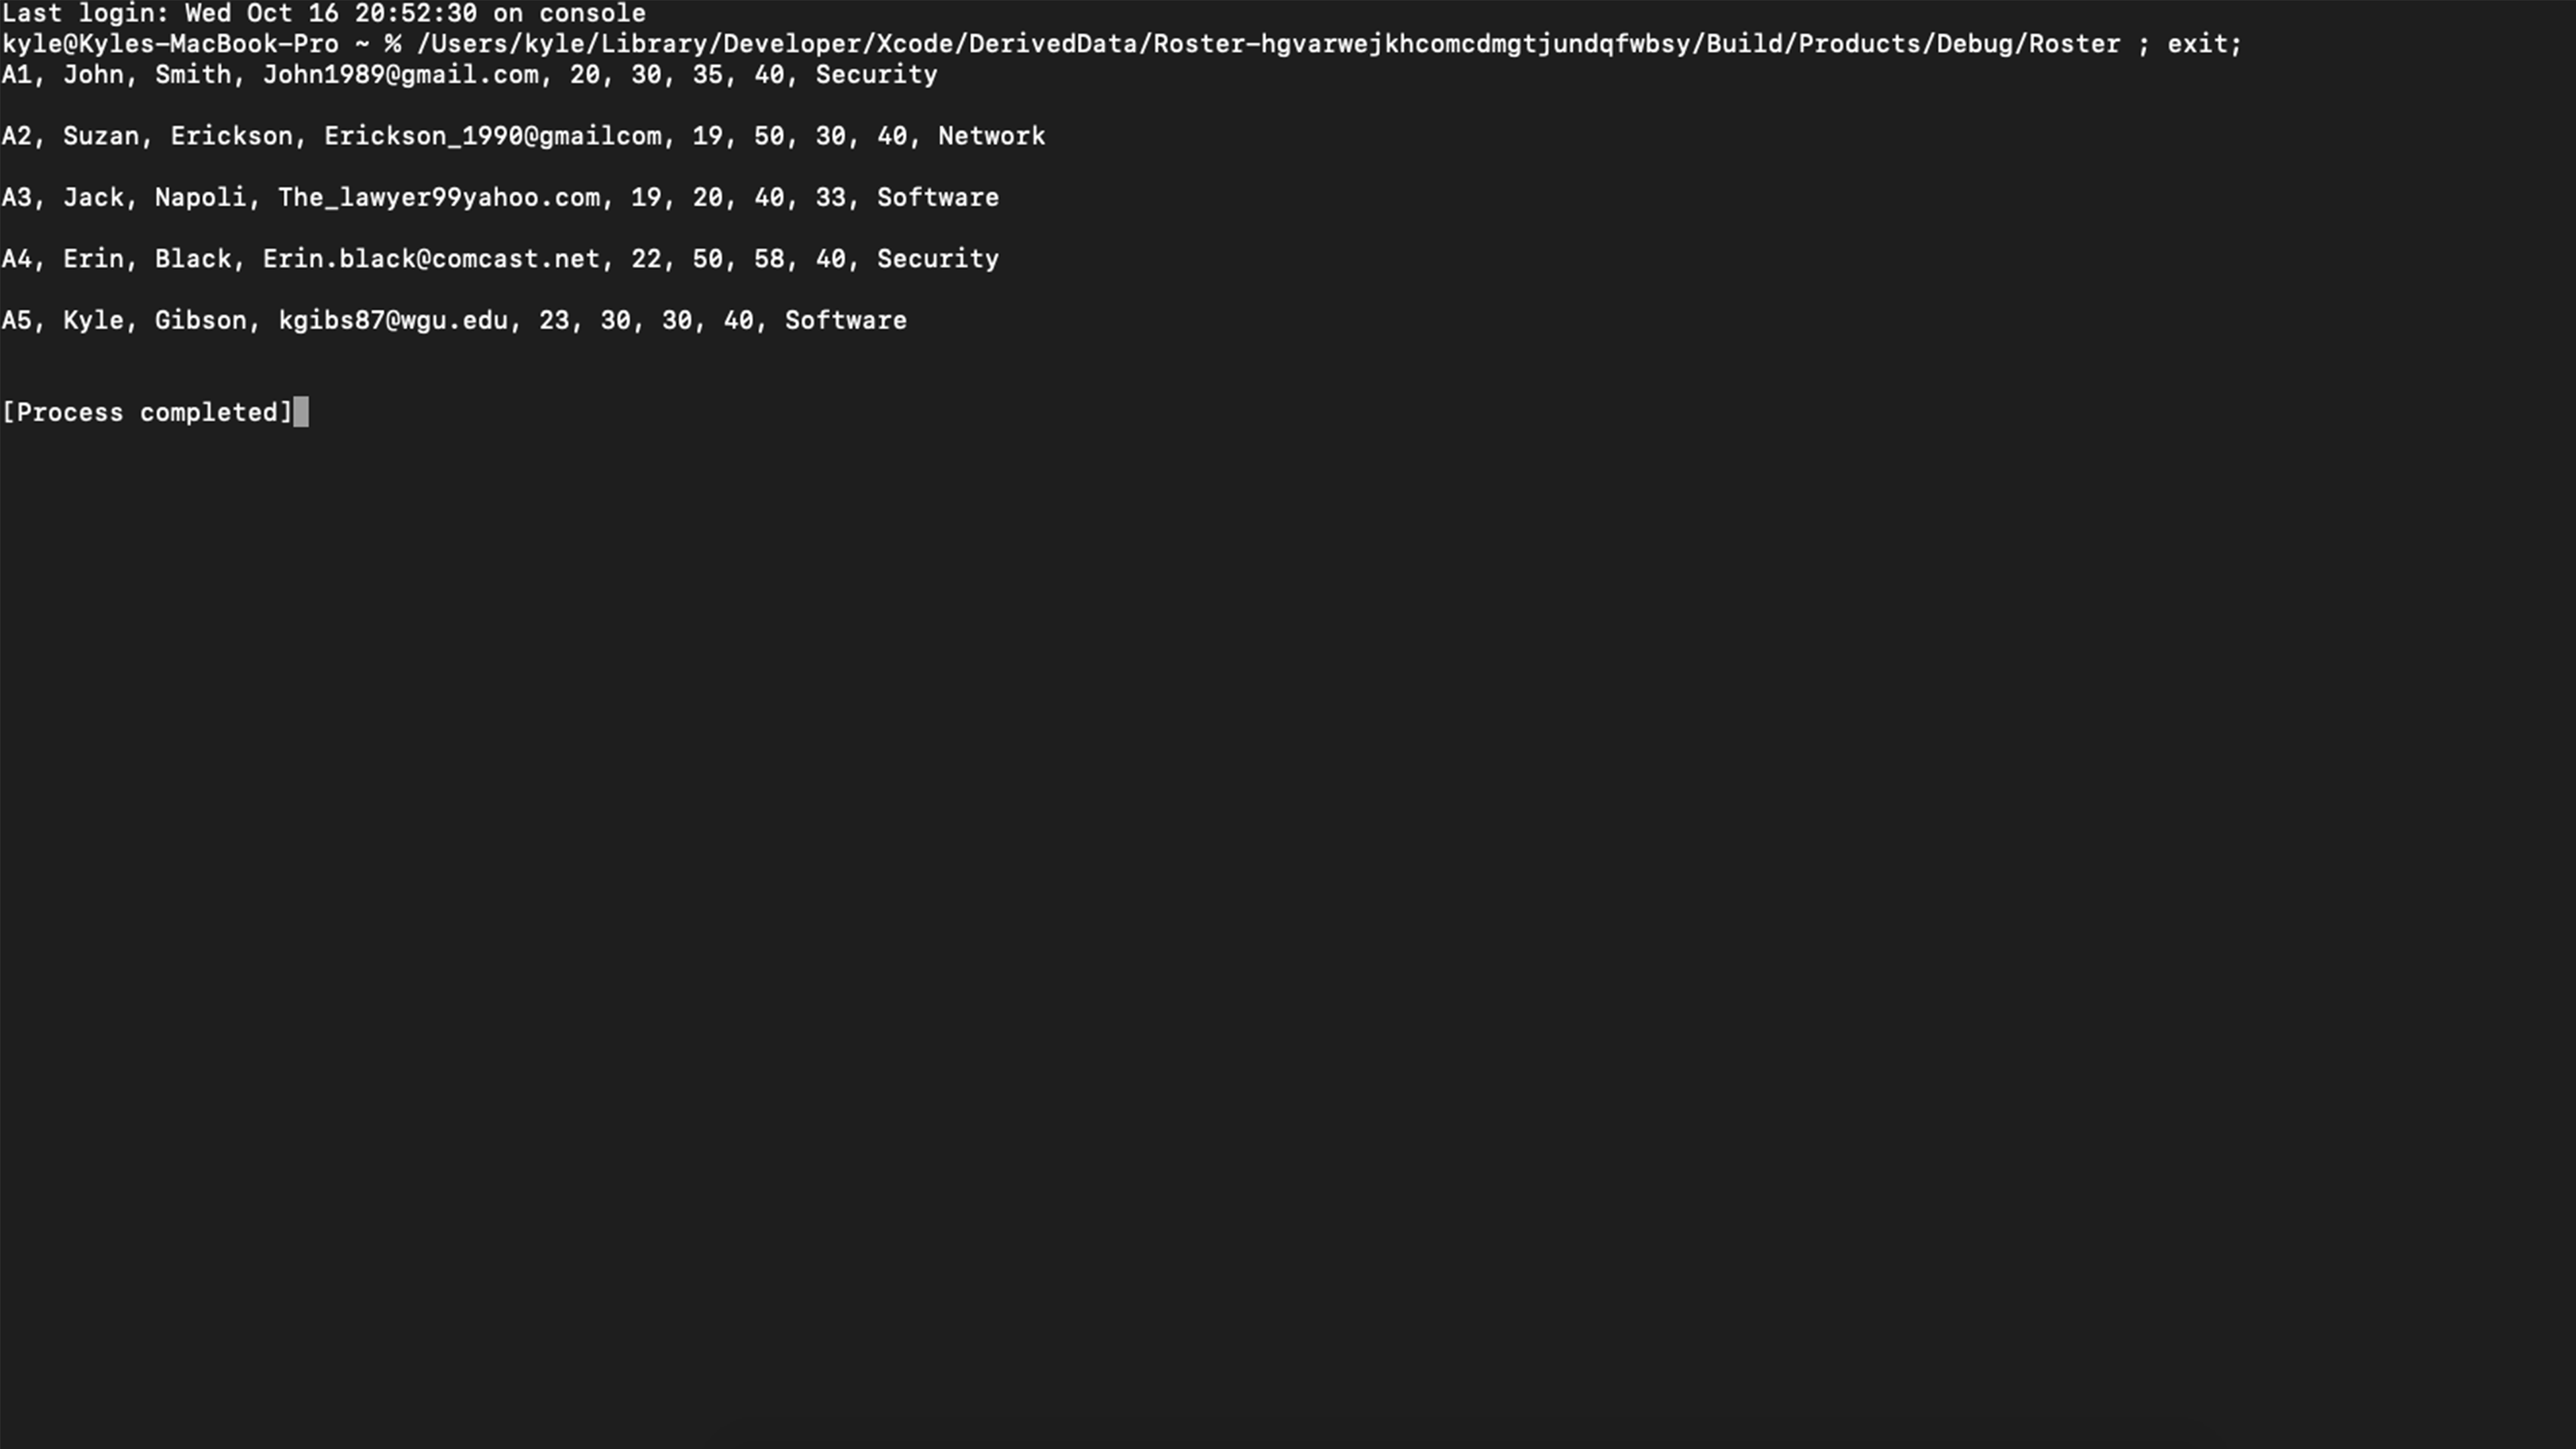 Last login: Wed Oct 16 20:52:30 on console
kyle@Kyles-MacBook-Pro ~ % /Users/kyle/Library/Developer/Xcode/DerivedData/Roster-hgvarwejkhcomcdmgtjundqfwbsy/Build/Products/Debug/Roster ; exit;
A1, John, Smith, John1989@gmail.com, 20, 30, 35, 40, Security
A2, Suzan, Erickson, Erickson_1990@gmailcom, 19, 50, 30, 40, Network
A3, Jack, Napoli, The_lawyer99yahoo.com, 19, 20, 40, 33, Software
A4, Erin, Black, Erin.black@comcast.net, 22, 50, 58, 40, Security
A5, Kyle, Gibson, kgibs87@wgu.edu, 23, 30, 30, 40, Software
[Process completed]